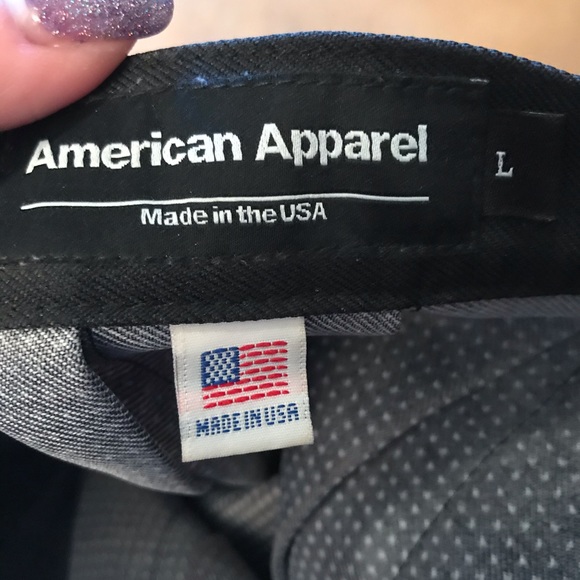 American Apparel
Made in the USA
L
MADE IN USA